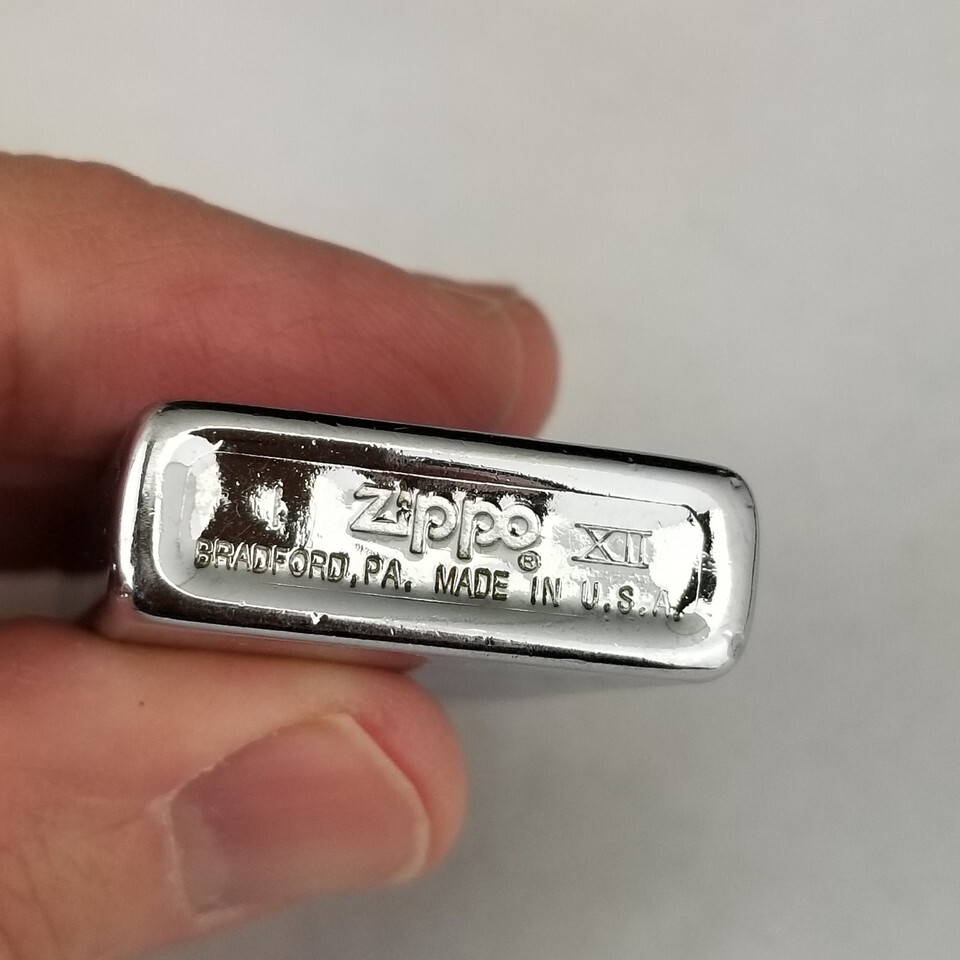 I Zippo ® XII
BRADFORD, PA. MADE IN U.S.A.